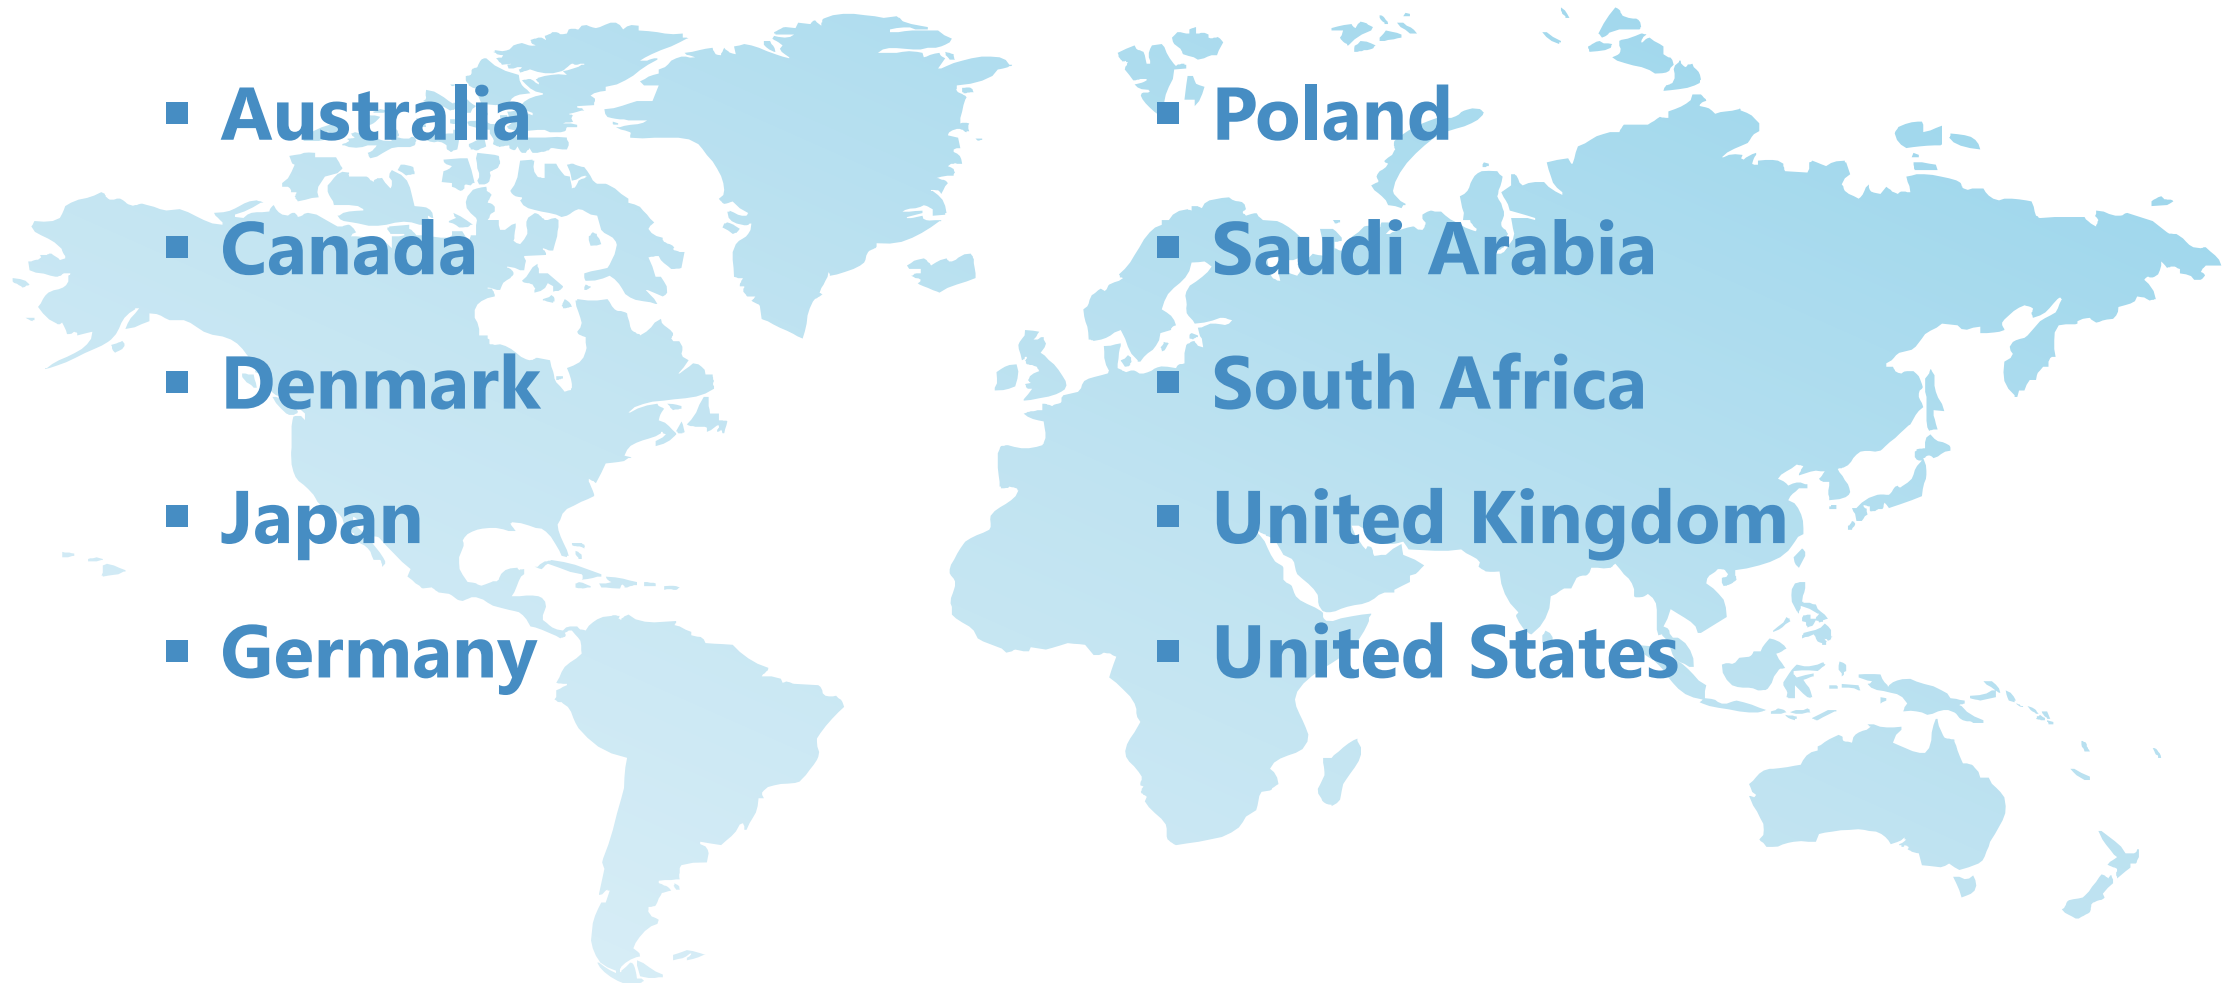 ▪ Australia
▪ Canada
▪ Denmark
▪ Japan
▪ Germany
▪ Poland
▪ Saudi Arabia
▪ South Africa
▪ United Kingdom
▪ United States